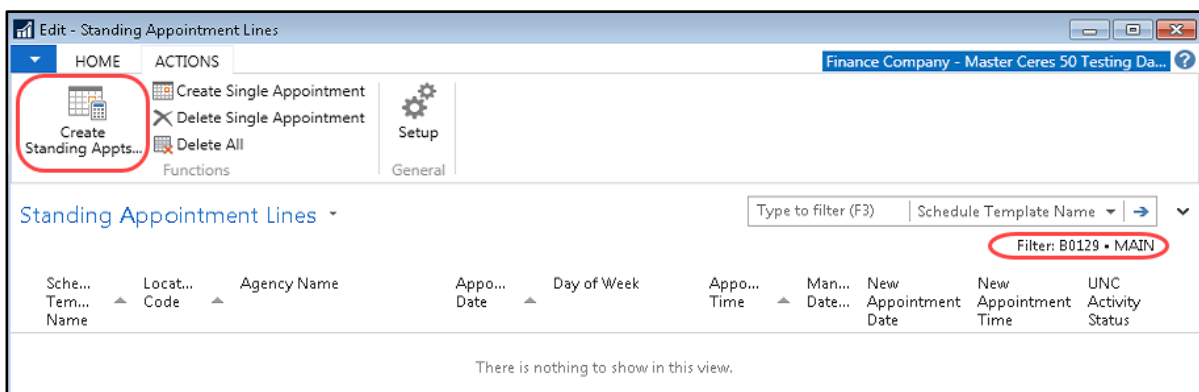 Edit - Standing Appointment Lines
HOME ACTIONS
Finance Company - Master Ceres 50 Testing Da... ?
Create Single Appointment
Delete Single Appointment
Delete All
Create
Standing Appts...
Setup
Functions
General
Standing Appointment Lines
Type to filter (F3) Schedule Template Name
Filter: B0129 • MAIN
Sche... Locat... Agency Name Appo... Day of Week Appo... Man... New New UNC
Tem... Code Date Time Date... Appointment Appointment Activity
Name Date Time Status
There is nothing to show in this view.